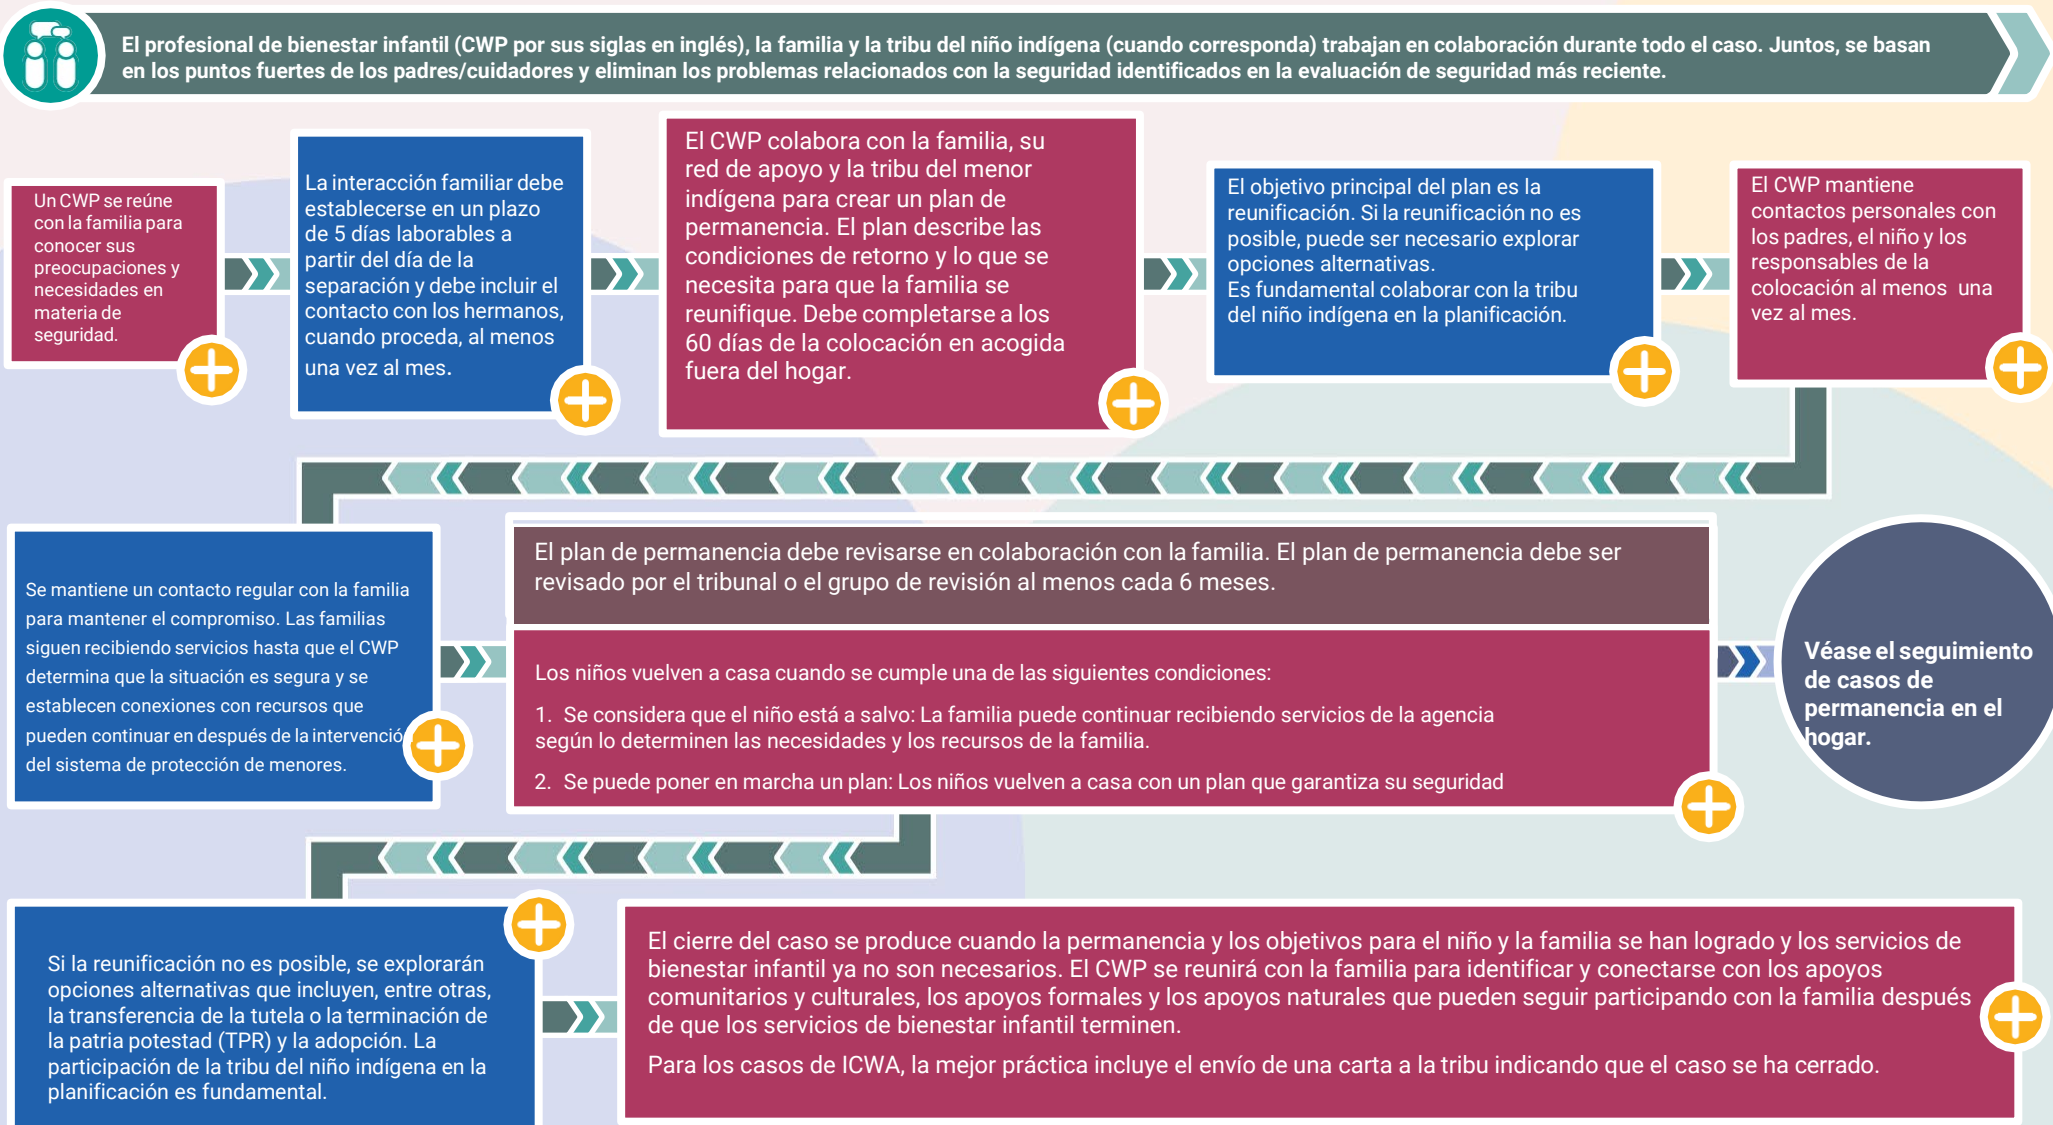 El profesional de bienestar infantil (CWP por sus siglas en inglés), la familia y la tribu del niño indígena (cuando corresponda) trabajan en colaboración durante todo el caso. Juntos, se basan
en los puntos fuertes de los padres/cuidadores y eliminan los problemas relacionados con la seguridad identificados en la evaluación de seguridad más reciente.
Un CWP se reúne
con la familia para
conocer sus
preocupaciones y
necesidades en
materia de
seguridad.
La interacción familiar debe
establecerse en un plazo
de 5 días laborables a
partir del día de la
separación y debe incluir el
contacto con los hermanos,
cuando proceda, al menos
una vez al mes.
El CWP colabora con la familia, su
red de apoyo y la tribu del menor
indígena para crear un plan de
permanencia. El plan describe las
condiciones de retorno y lo que se
necesita para que la familia se
reunifique. Debe completarse a los
60 días de la colocación en acogida
fuera del hogar.
El objetivo principal del plan es la
reunificación. Si la reunificación no es
posible, puede ser necesario explorar
opciones alternativas.
Es fundamental colaborar con la tribu
del niño indígena en la planificación.
El CWP mantiene
contactos personales con
los padres, el niño y los
responsables de la
colocación al menos una
vez al mes.
Se mantiene un contacto regular con la familia
para mantener el compromiso. Las familias
siguen recibiendo servicios hasta que el CWP
determina que la situación es segura y se
establecen conexiones con recursos que
pueden continuar en después de la intervenció
del sistema de protección de menores.
El plan de permanencia debe revisarse en colaboración con la familia. El plan de permanencia debe ser
revisado por el tribunal o el grupo de revisión al menos cada 6 meses.
Los niños vuelven a casa cuando se cumple una de las siguientes condiciones:
1. Se considera que el niño está a salvo: La familia puede continuar recibiendo servicios de la agencia
según lo determinen las necesidades y los recursos de la familia.
2. Se puede poner en marcha un plan: Los niños vuelven a casa con un plan que garantiza su seguridad
Véase el seguimiento
de casos de
permanencia en el
hogar.
Si la reunificación no es posible, se explorarán
opciones alternativas que incluyen, entre otras,
la transferencia de la tutela o la terminación de
la patria potestad (TPR) y la adopción. La
participación de la tribu del niño indígena en la
planificación es fundamental.
El cierre del caso se produce cuando la permanencia y los objetivos para el niño y la familia se han logrado y los servicios de
bienestar infantil ya no son necesarios. El CWP se reunirá con la familia para identificar y conectarse con los apoyos
comunitarios y culturales, los apoyos formales y los apoyos naturales que pueden seguir participando con la familia después
de que los servicios de bienestar infantil terminen.
Para los casos de ICWA, la mejor práctica incluye el envío de una carta a la tribu indicando que el caso se ha cerrado.